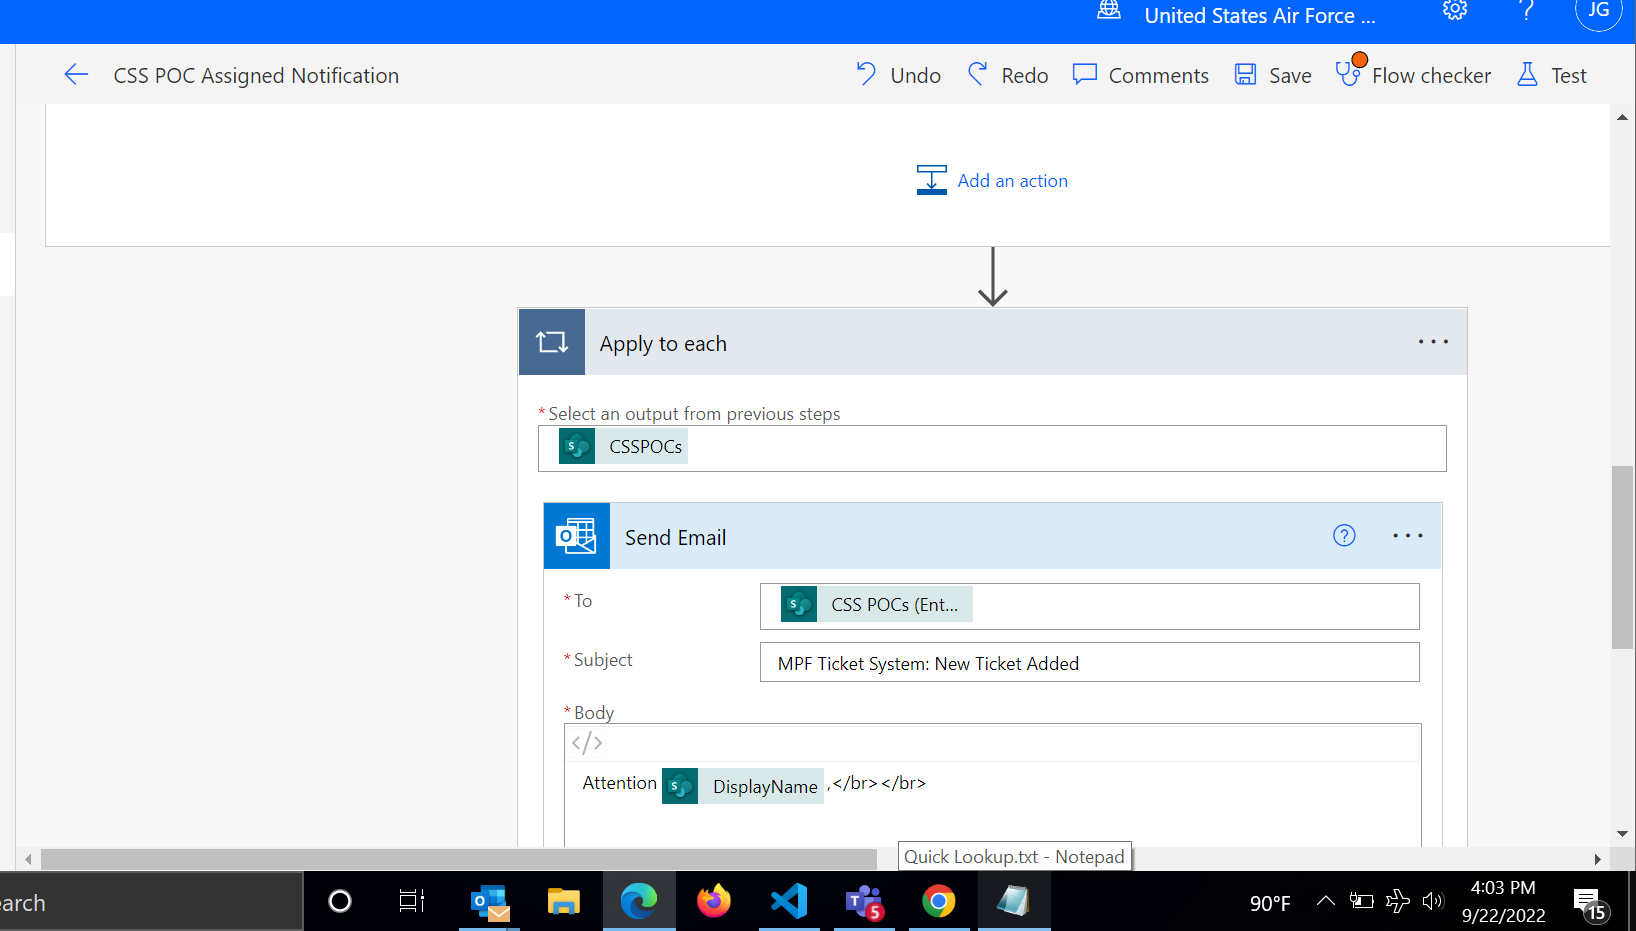 United States Air Force ...
JG
CSS POC Assigned Notification
Undo
Redo
Comments
Save
Flow checker
Test
Add an action
Apply to each
* Select an output from previous steps
S CSSPOCs
Send Email
* To
S CSS POCs (Ent...
* Subject
MPF Ticket System: New Ticket Added
* Body
</>
Attention S DisplayName ,</br></br>
Quick Lookup.txt - Notepad
earch
90°F
4:03 PM
9/22/2022
5
15